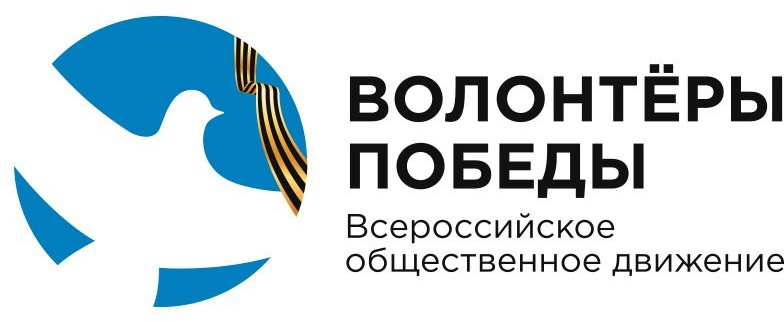 ВОЛОНТЁРЫ
ПОБЕДЫ
Всероссийское
общественное движение